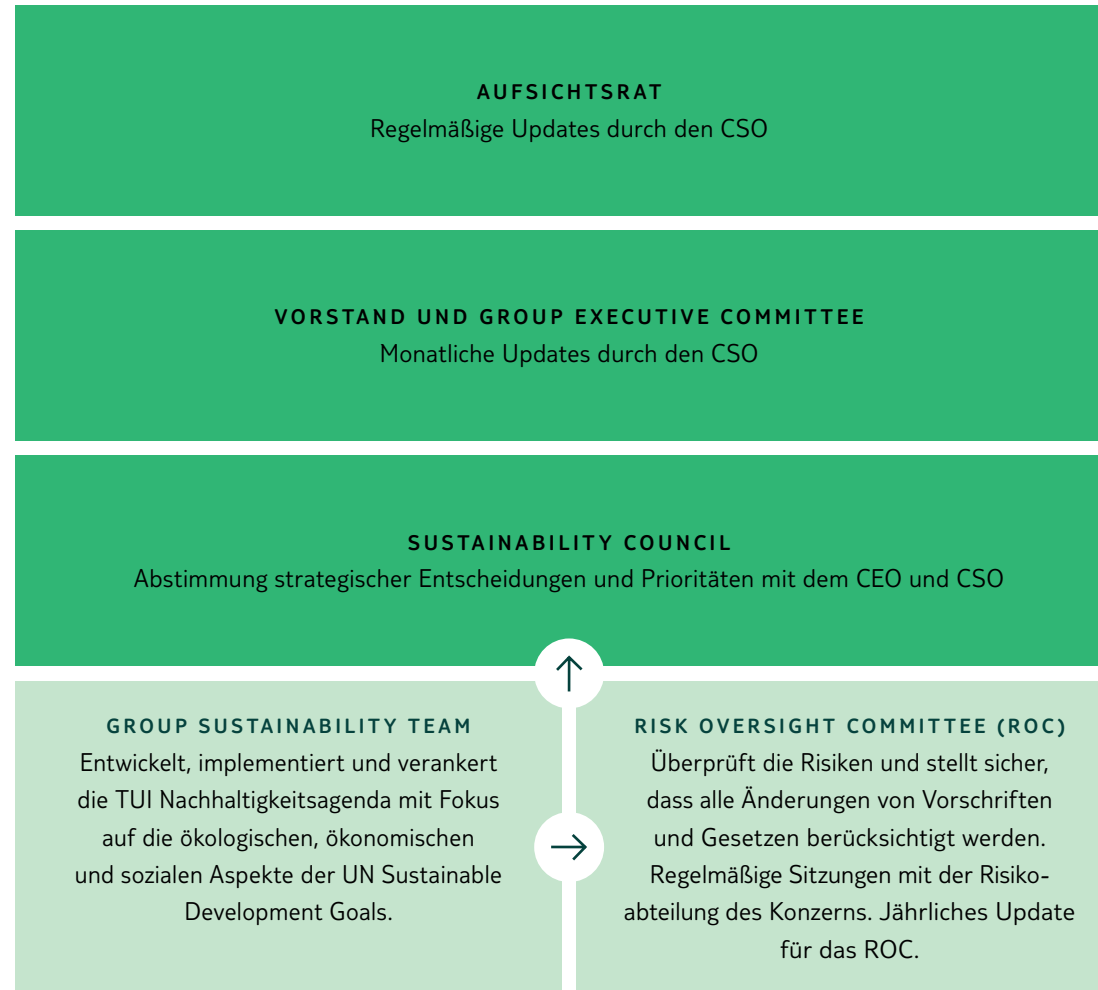 AUFSICHTSRAT
Regelmäßige Updates durch den CSO
VORSTAND UND GROUP EXECUTIVE COMMITTEE
Monatliche Updates durch den CSO
SUSTAINABILITY COUNCIL
Abstimmung strategischer Entscheidungen und Prioritäten mit dem CEO und CSO
GROUP SUSTAINABILITY TEAM
Entwickelt, implementiert und verankert
die TUI Nachhaltigkeitsagenda mit Fokus
auf die ökologischen, ökonomischen
und sozialen Aspekte der UN Sustainable
Development Goals.
RISK OVERSIGHT COMMITTEE (ROC)
Überprüft die Risiken und stellt sicher,
dass alle Änderungen von Vorschriften
und Gesetzen berücksichtigt werden.
Regelmäßige Sitzungen mit der Risiko-
abteilung des Konzerns. Jährliches Update
für das ROC.